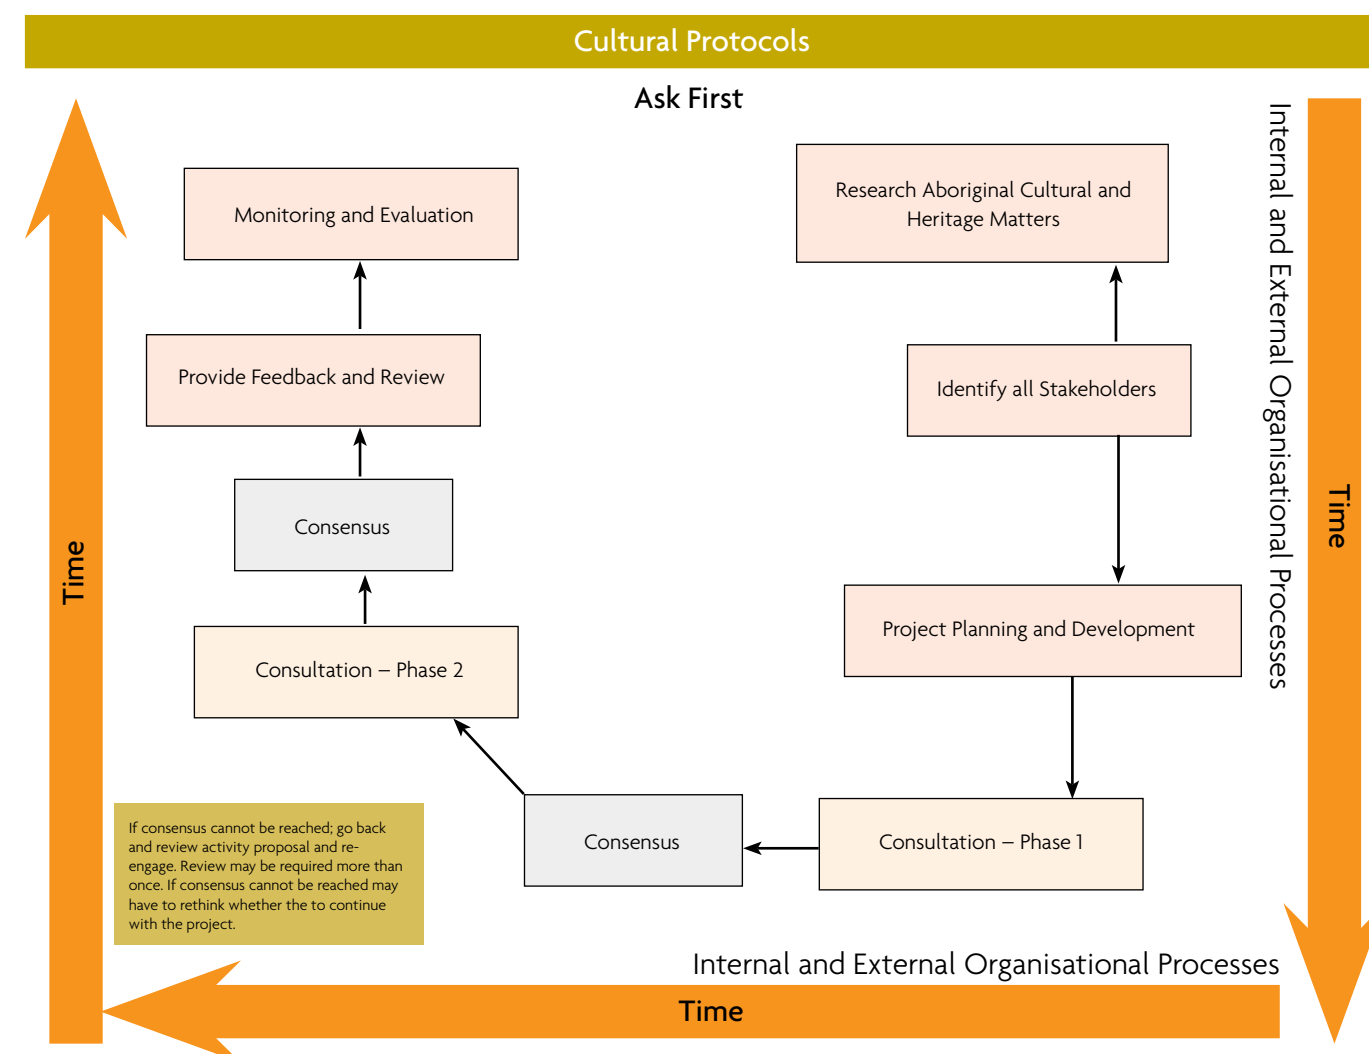 Cultural Protocols
Ask First
Research Aboriginal Cultural and
Heritage Matters
Identify all Stakeholders
Project Planning and Development
Consultation – Phase 1
Consensus
Consultation – Phase 2
Consensus
Provide Feedback and Review
Monitoring and Evaluation
If consensus cannot be reached; go back
and review activity proposal and re-
engage. Review may be required more than
once. If consensus cannot be reached may
have to rethink whether the to continue
with the project.
Internal and External Organisational Processes
Time
Internal and External Organisational Processes
Time
Time